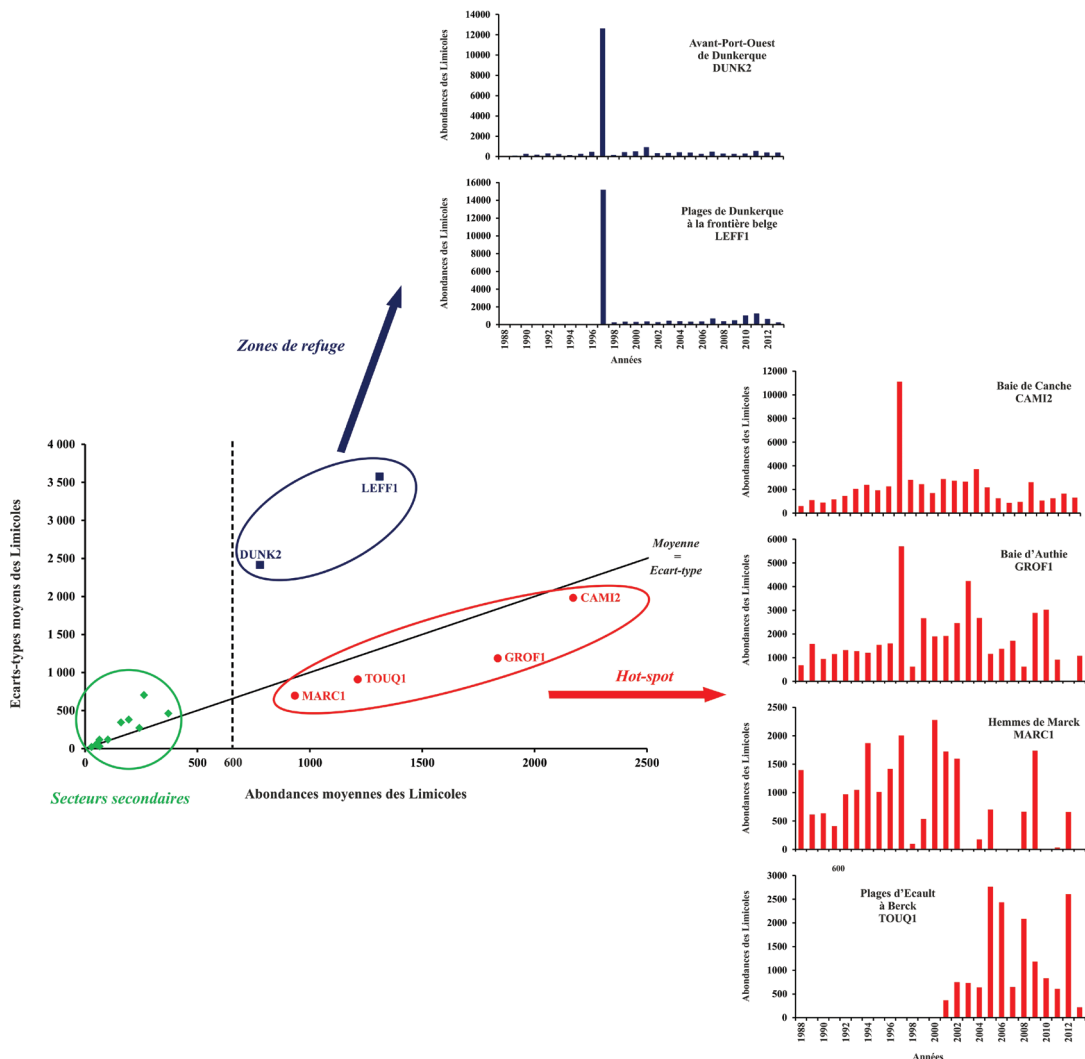 14000
12000
10000
8000
6000
4000
2000
0
Abondances des Limicoles
Avant-Port-Ouest
de Dunkerque
DUNK2
16000
14000
12000
10000
8000
6000
4000
2000
0
Abondances des Limicoles
Plages de Dunkerque
à la frontière belge
LEFF1
1988
1990
1992
1994
1996
1998
2000
2002
2004
2006
2008
2010
2012
Années
Zones de refuge
4 000
3 500
3 000
2 500
2 000
1 500
1 000
500
0
Ecarts-types moyens des Limicoles
LEFF1
DUNK2
Moyenne
=
Ecart-type
CAMI2
GROF1
TOUQ1
MARC1
Hot-spot
0
500
600
1000
1500
2000
2500
Secteurs secondaires
Abondances moyennes des Limicoles
12000
10000
8000
6000
4000
2000
0
Abondances des Limicoles
Baie de Canche
CAMI2
6000
5000
4000
3000
2000
1000
0
Abondances des Limicoles
Baie d'Authie
GROF1
2500
2000
1500
1000
500
0
Abondances des Limicoles
Hemmes de Marck
MARC1
600
3000
2500
2000
1500
1000
500
0
Abondances des Limicoles
Plages d'Ecault
à Berck
TOUQ1
1988
1990
1992
1994
1996
1998
2000
2002
2004
2006
2008
2010
2012
Années